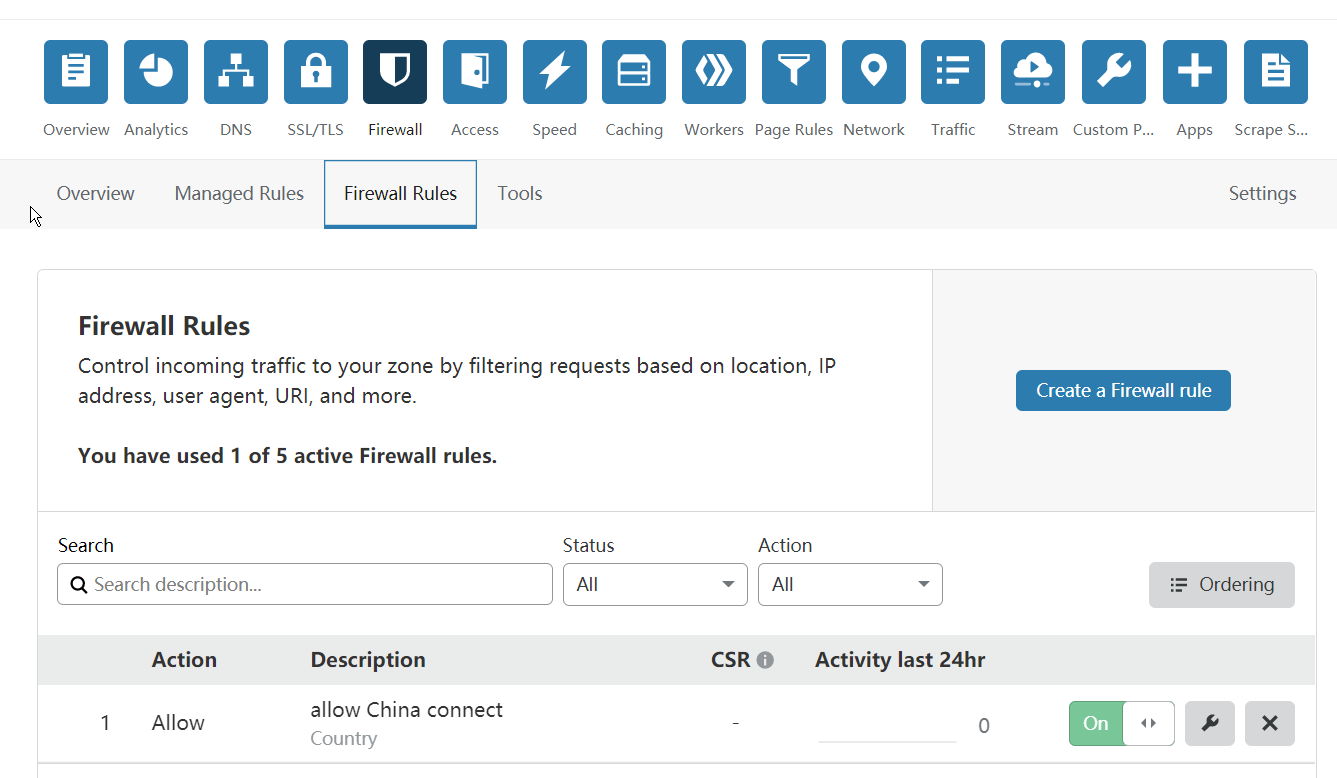 Overview Analytics DNS SSL/TLS Firewall Access Speed Caching Workers Page Rules Network Traffic Stream Custom P... Apps Scrape S...
Overview Managed Rules Firewall Rules Tools Settings
Firewall Rules
Control incoming traffic to your zone by filtering requests based on location, IP
address, user agent, URI, and more.
Create a Firewall rule
You have used 1 of 5 active Firewall rules.
Search Status Action
Search description... All All Ordering
Action Description CSR Activity last 24hr
1 Allow allow China connect - 0 On
Country